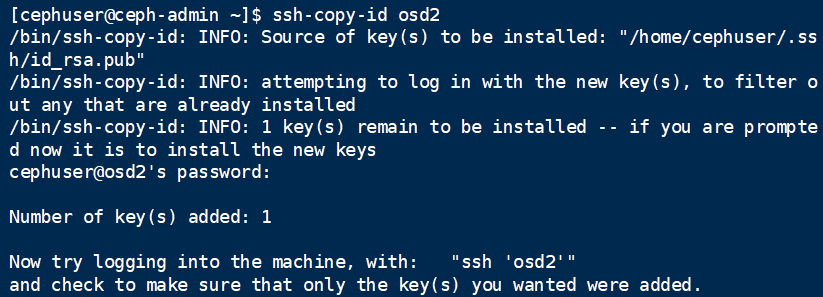 [cephuser@ceph-admin ~]$ ssh-copy-id osd2
/bin/ssh-copy-id: INFO: Source of key(s) to be installed: "/home/cephuser/.ss
h/id_rsa.pub"
/bin/ssh-copy-id: INFO: attempting to log in with the new key(s), to filter o
ut any that are already installed
/bin/ssh-copy-id: INFO: 1 key(s) remain to be installed -- if you are prompte
d now it is to install the new keys
cephuser@osd2's password:
Number of key(s) added: 1
Now try logging into the machine, with:   "ssh 'osd2'"
and check to make sure that only the key(s) you wanted were added.